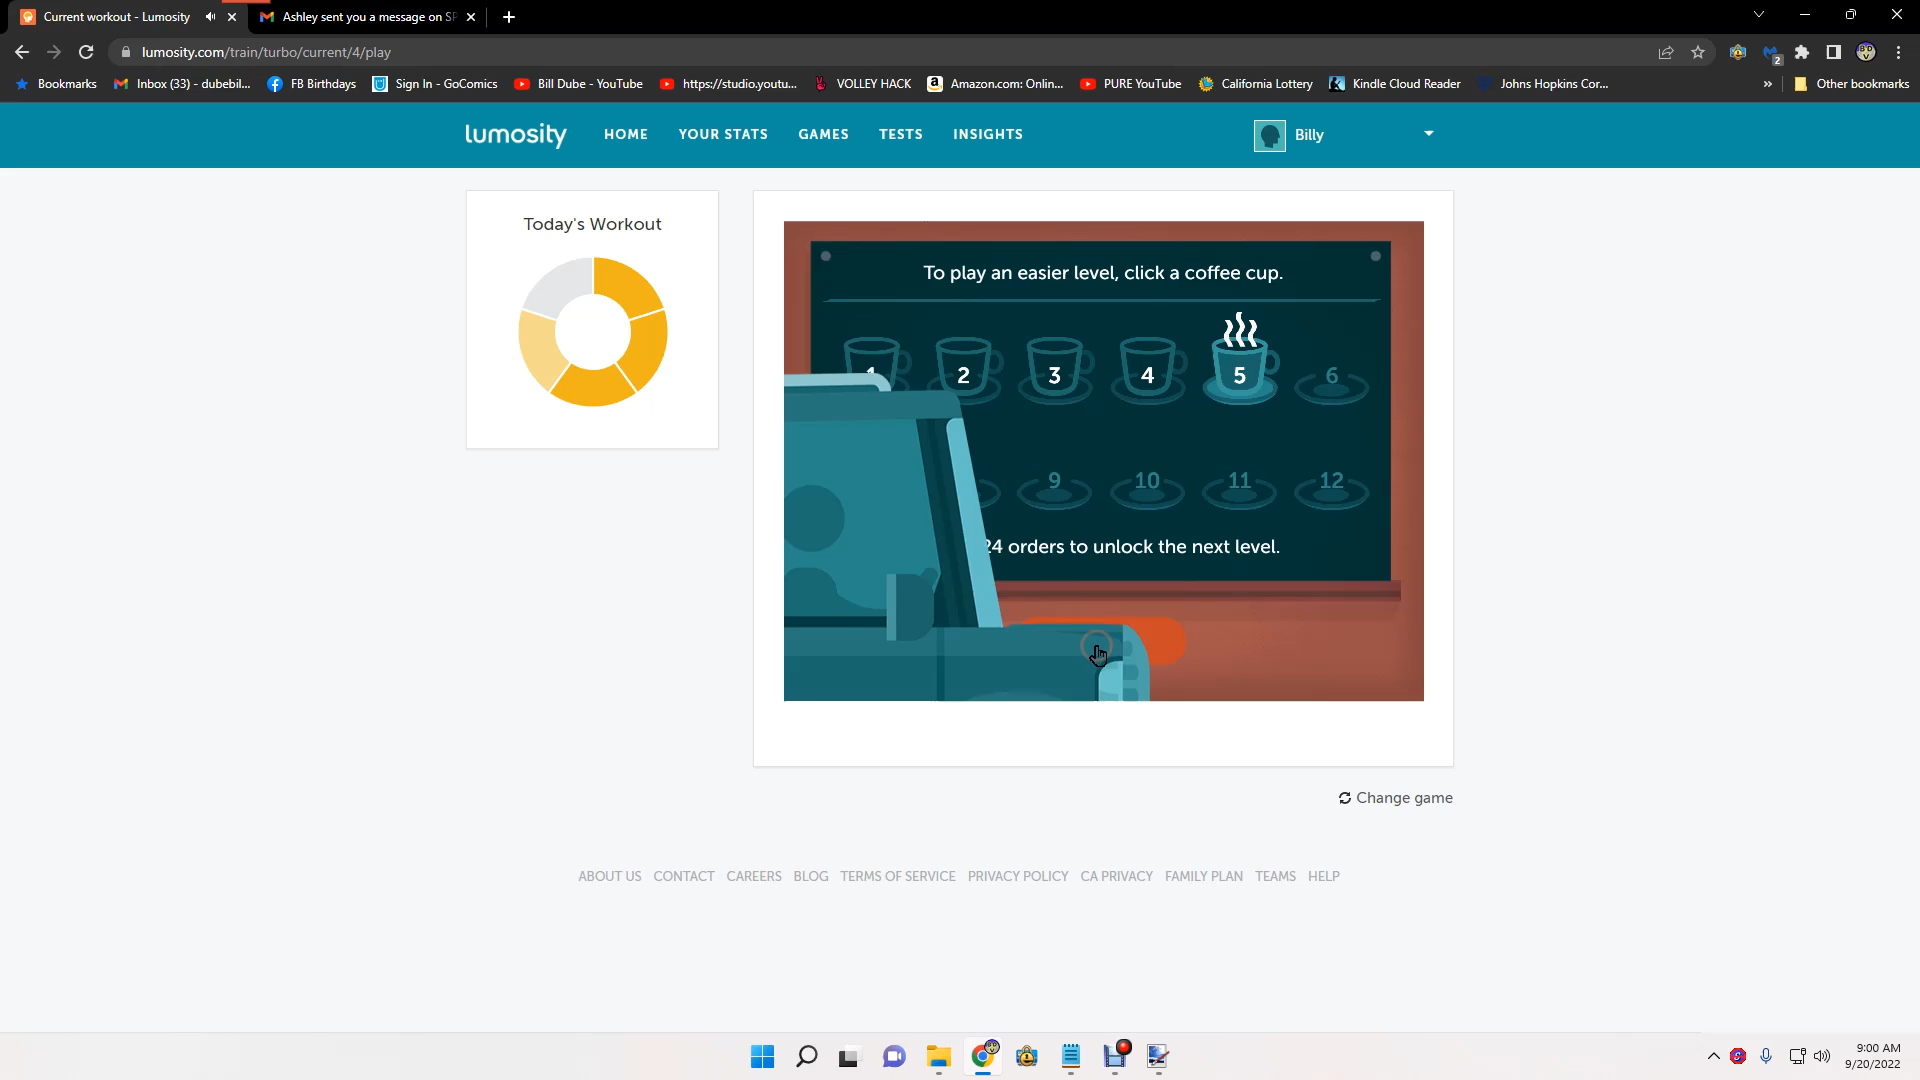 Current workout - Lumosity
Ashley sent you a message on SP
lumosity.com/train/turbo/current/4/play
2
Bookmarks
Inbox (33) - dubebil...
FB Birthdays
Sign In - GoComics
Bill Dube - YouTube
https://studio.youtu...
VOLLEY HACK
Amazon.com: Onlin...
PURE YouTube
California Lottery
Kindle Cloud Reader
Johns Hopkins Cor...
»
Other bookmarks
lumosity
HOME
YOUR STATS
GAMES
TESTS
INSIGHTS
Billy
Today's Workout
To play an easier level, click a coffee cup.
1 2 3 4 5 6
9 10 11 12
24 orders to unlock the next level.
Change game
ABOUT US CONTACT CAREERS BLOG TERMS OF SERVICE PRIVACY POLICY CA PRIVACY FAMILY PLAN TEAMS HELP
9:00 AM
9/20/2022